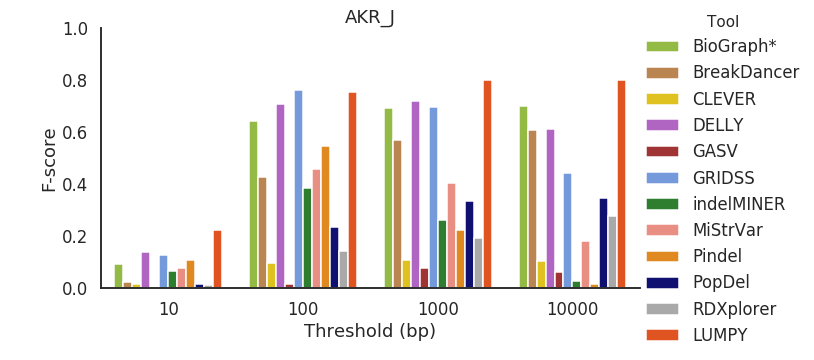 AKR_J
1.0
0.8
0.6
0.4
0.2
0.0
F-score
10
100
1000
10000
Threshold (bp)
Tool
BioGraph*
BreakDancer
CLEVER
DELLY
GASV
GRIDSS
indelMINER
MiStrVar
Pindel
PopDel
RDXplorer
LUMPY